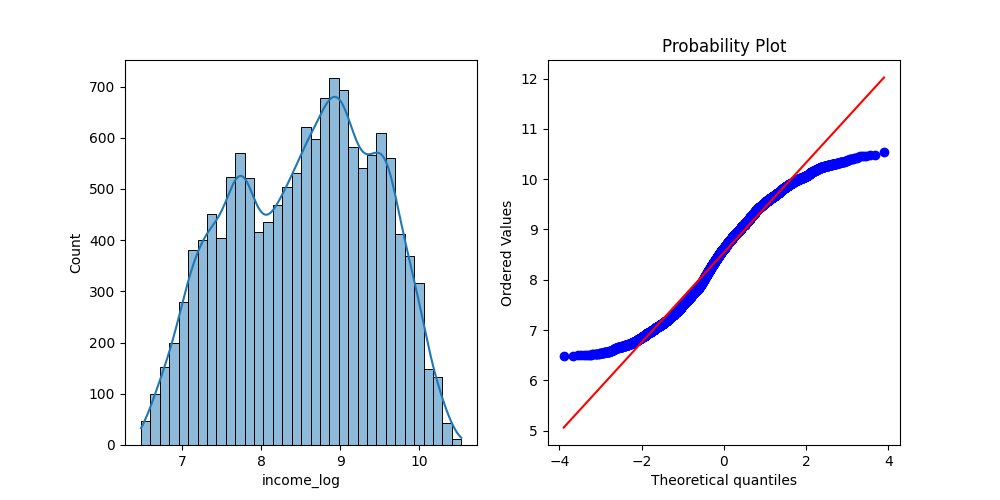 700
600
500
400
300
200
100
0
Count
7 8 9 10
income_log
Probability Plot
12
11
10
9
8
7
6
5
Ordered Values
−4 −2 0 2 4
Theoretical quantiles